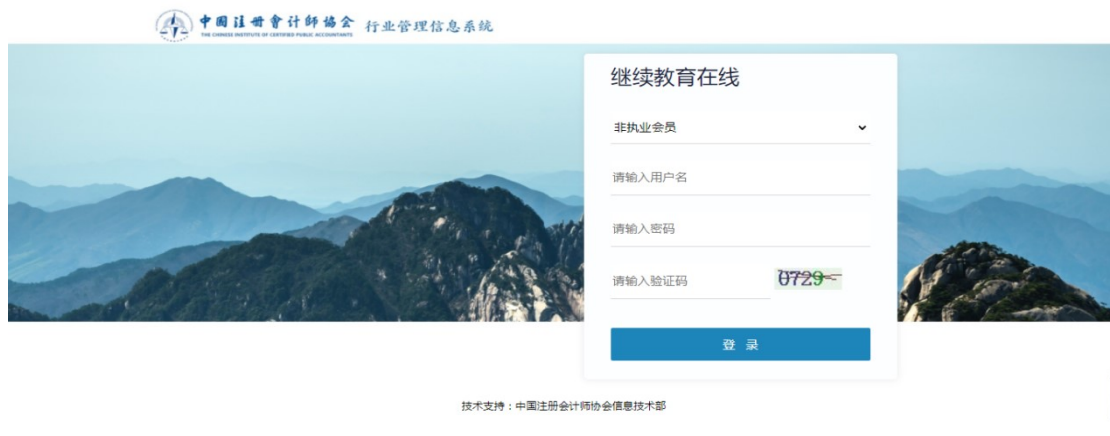 中国注册會计师協会 行业管理信息系统
THE CHINESE INSTITUTE OF CERTIFIED PUBLIC ACCOUNTANTS
继续教育在线
非执业会员
请输入用户名
请输入密码
请输入验证码 0729
登 录
技术支持：中国注册会计师协会信息技术部